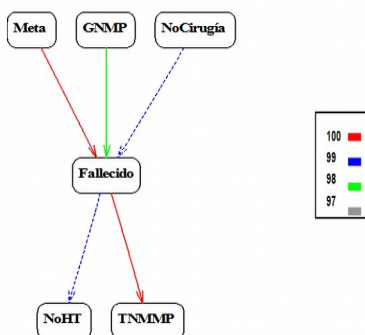 Meta GNMP NoCirugía
100
99
98
97
Fallecido
NoHT TNMMP